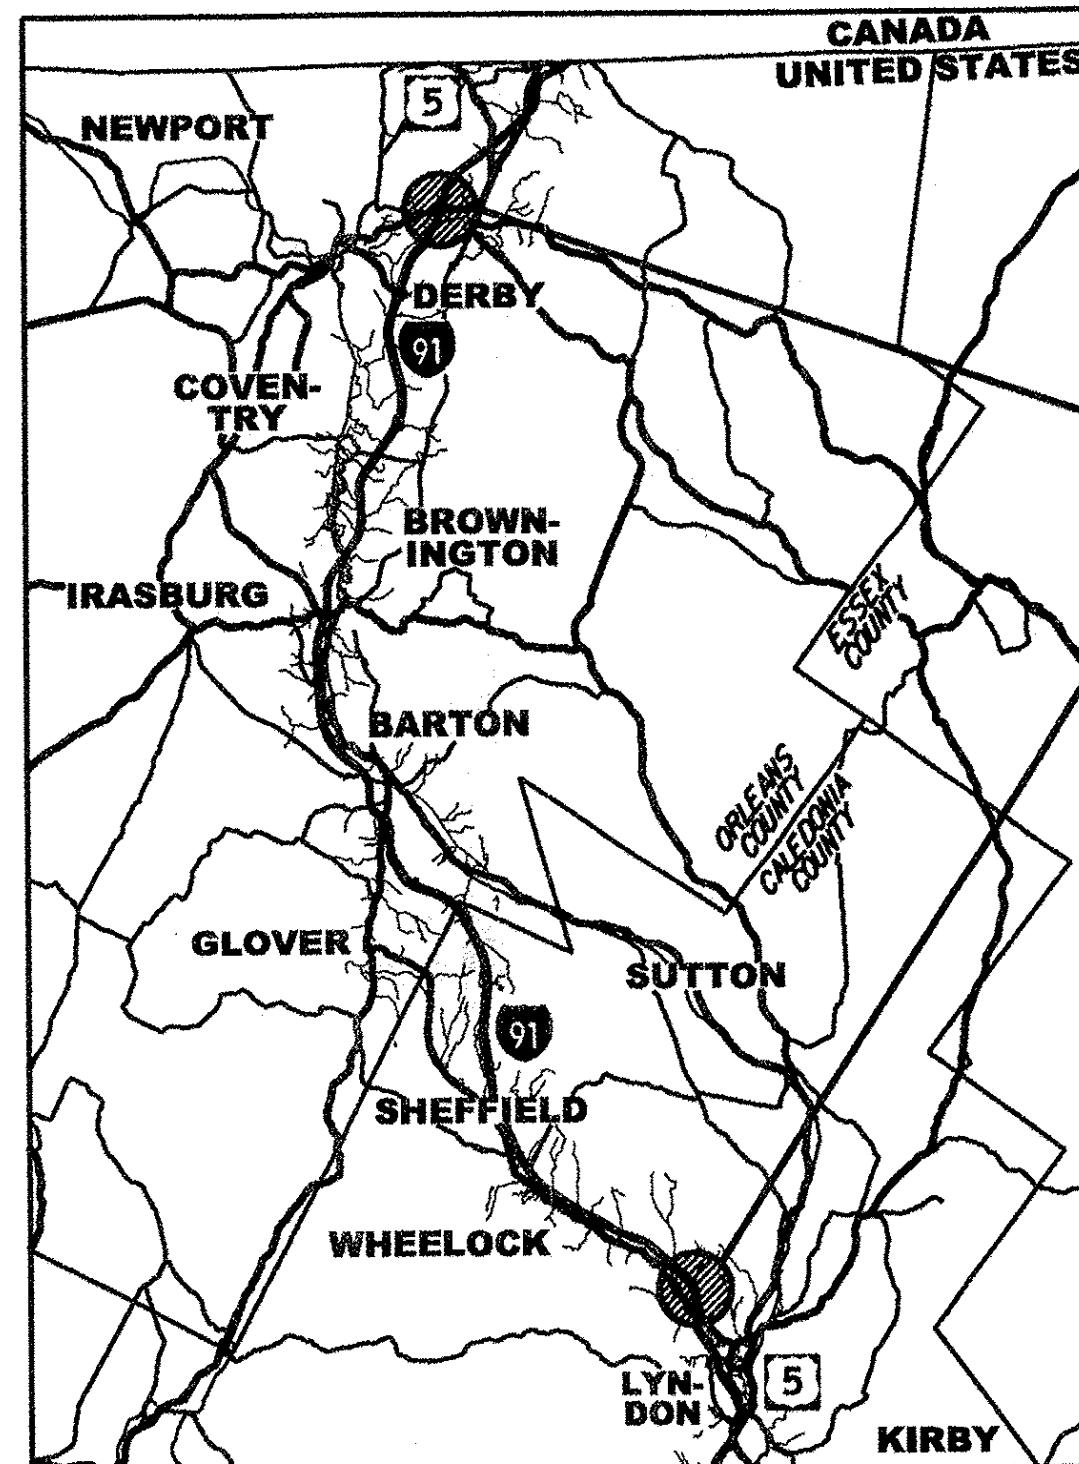 CANADA
UNITED STATES
5
NEWPORT
DERBY
91
COVEN-
TRY
BROWN-
INGTON
IRASBURG
ESSEX
COUNTY
BARTON
ORLEANS
COUNTY
CALEDONIA
COUNTY
GLOVER
SUTTON
91
SHEFFIELD
WHEELOCK
LYN-
DON
5
KIRBY